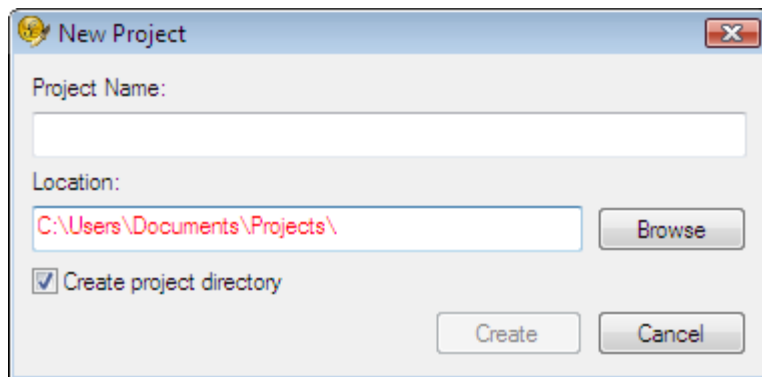 New Project
Project Name:
Location:
C:\Users\Documents\Projects\
Browse
Create project directory
Create
Cancel